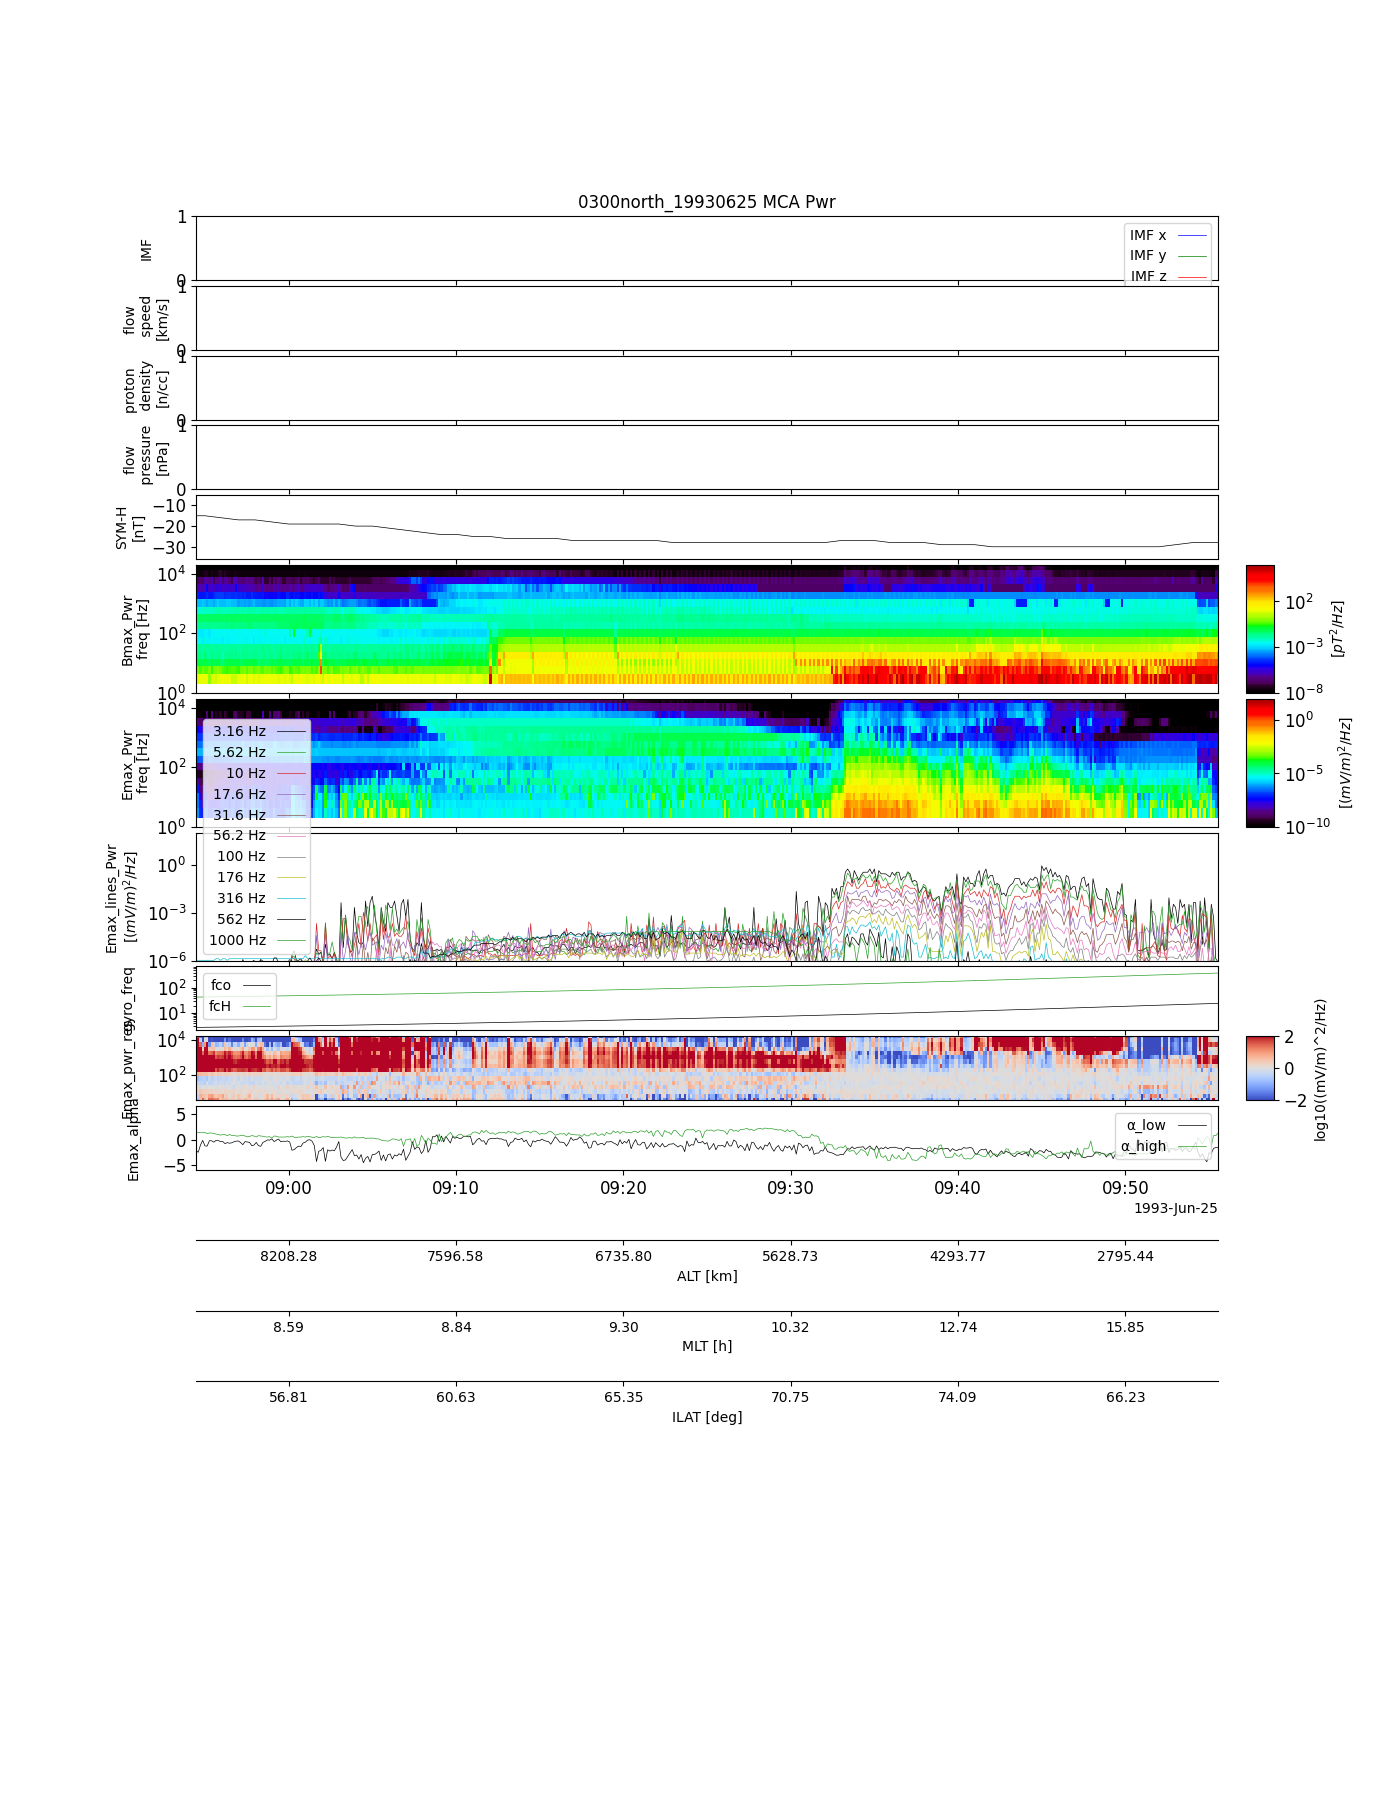 0300north_19930625 MCA Pwr
1
0
IMF
IMF x
IMF y
IMF z
1
0
flow
speed
[km/s]
1
0
proton
density
[n/cc]
1
0
flow
pressure
[nPa]
−10
−20
−30
SYM-H
[nT]
10^4
10^2
10^0
Bmax_Pwr
freq [Hz]
10^2
10^−3
10^−8
[pT^2/Hz]
10^4
10^2
10^0
Emax_Pwr
freq [Hz]
10^0
10^−5
10^−10
[(mV/m)^2/Hz]
3.16 Hz
5.62 Hz
10 Hz
17.6 Hz
31.6 Hz
56.2 Hz
100 Hz
176 Hz
316 Hz
562 Hz
1000 Hz
10^0
10^−3
10^−6
Emax_lines_Pwr
[(mV/m)^2/Hz]
10^2
10^1
gyro_freq
fco
fcH
10^4
10^2
Emax_pwr_res
2
0
−2
log10((mV/m)^2/Hz)
5
0
−5
Emax_alpha
α_low
α_high
09:00 09:10 09:20 09:30 09:40 09:50
1993-Jun-25
8208.28 7596.58 6735.80 5628.73 4293.77 2795.44
ALT [km]
8.59 8.84 9.30 10.32 12.74 15.85
MLT [h]
56.81 60.63 65.35 70.75 74.09 66.23
ILAT [deg]